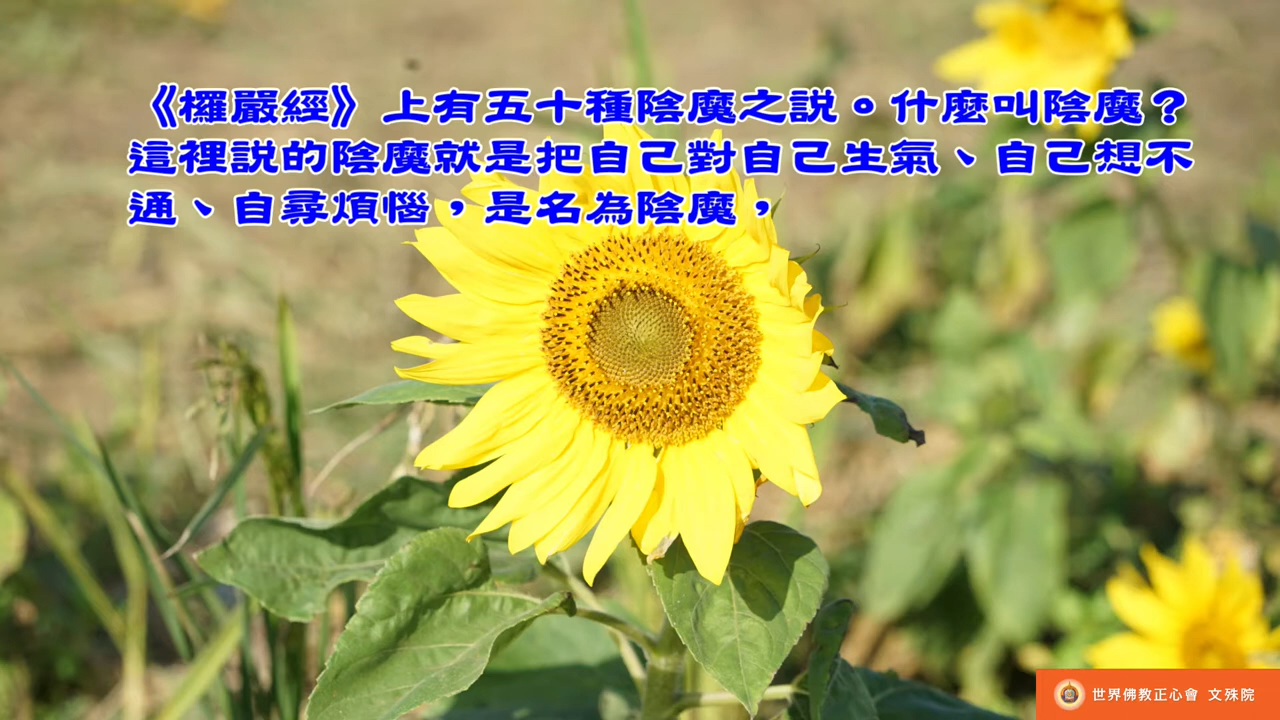 《欏嚴經》上有五十種陰魔之說。什麼叫陰魔？
這裡說的陰魔就是把自己對自己生氣、自己想不
通、自尋煩惱，是名為陰魔，
世界佛教正心會 文殊院